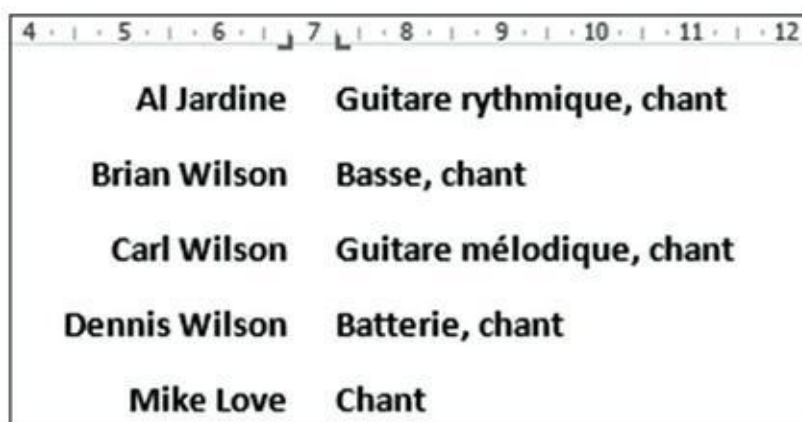 4 5 6 7 8 9 10 11 12
Al Jardine Guitare rythmique, chant
Brian Wilson Basse, chant
Carl Wilson Guitare mélodique, chant
Dennis Wilson Batterie, chant
Mike Love Chant